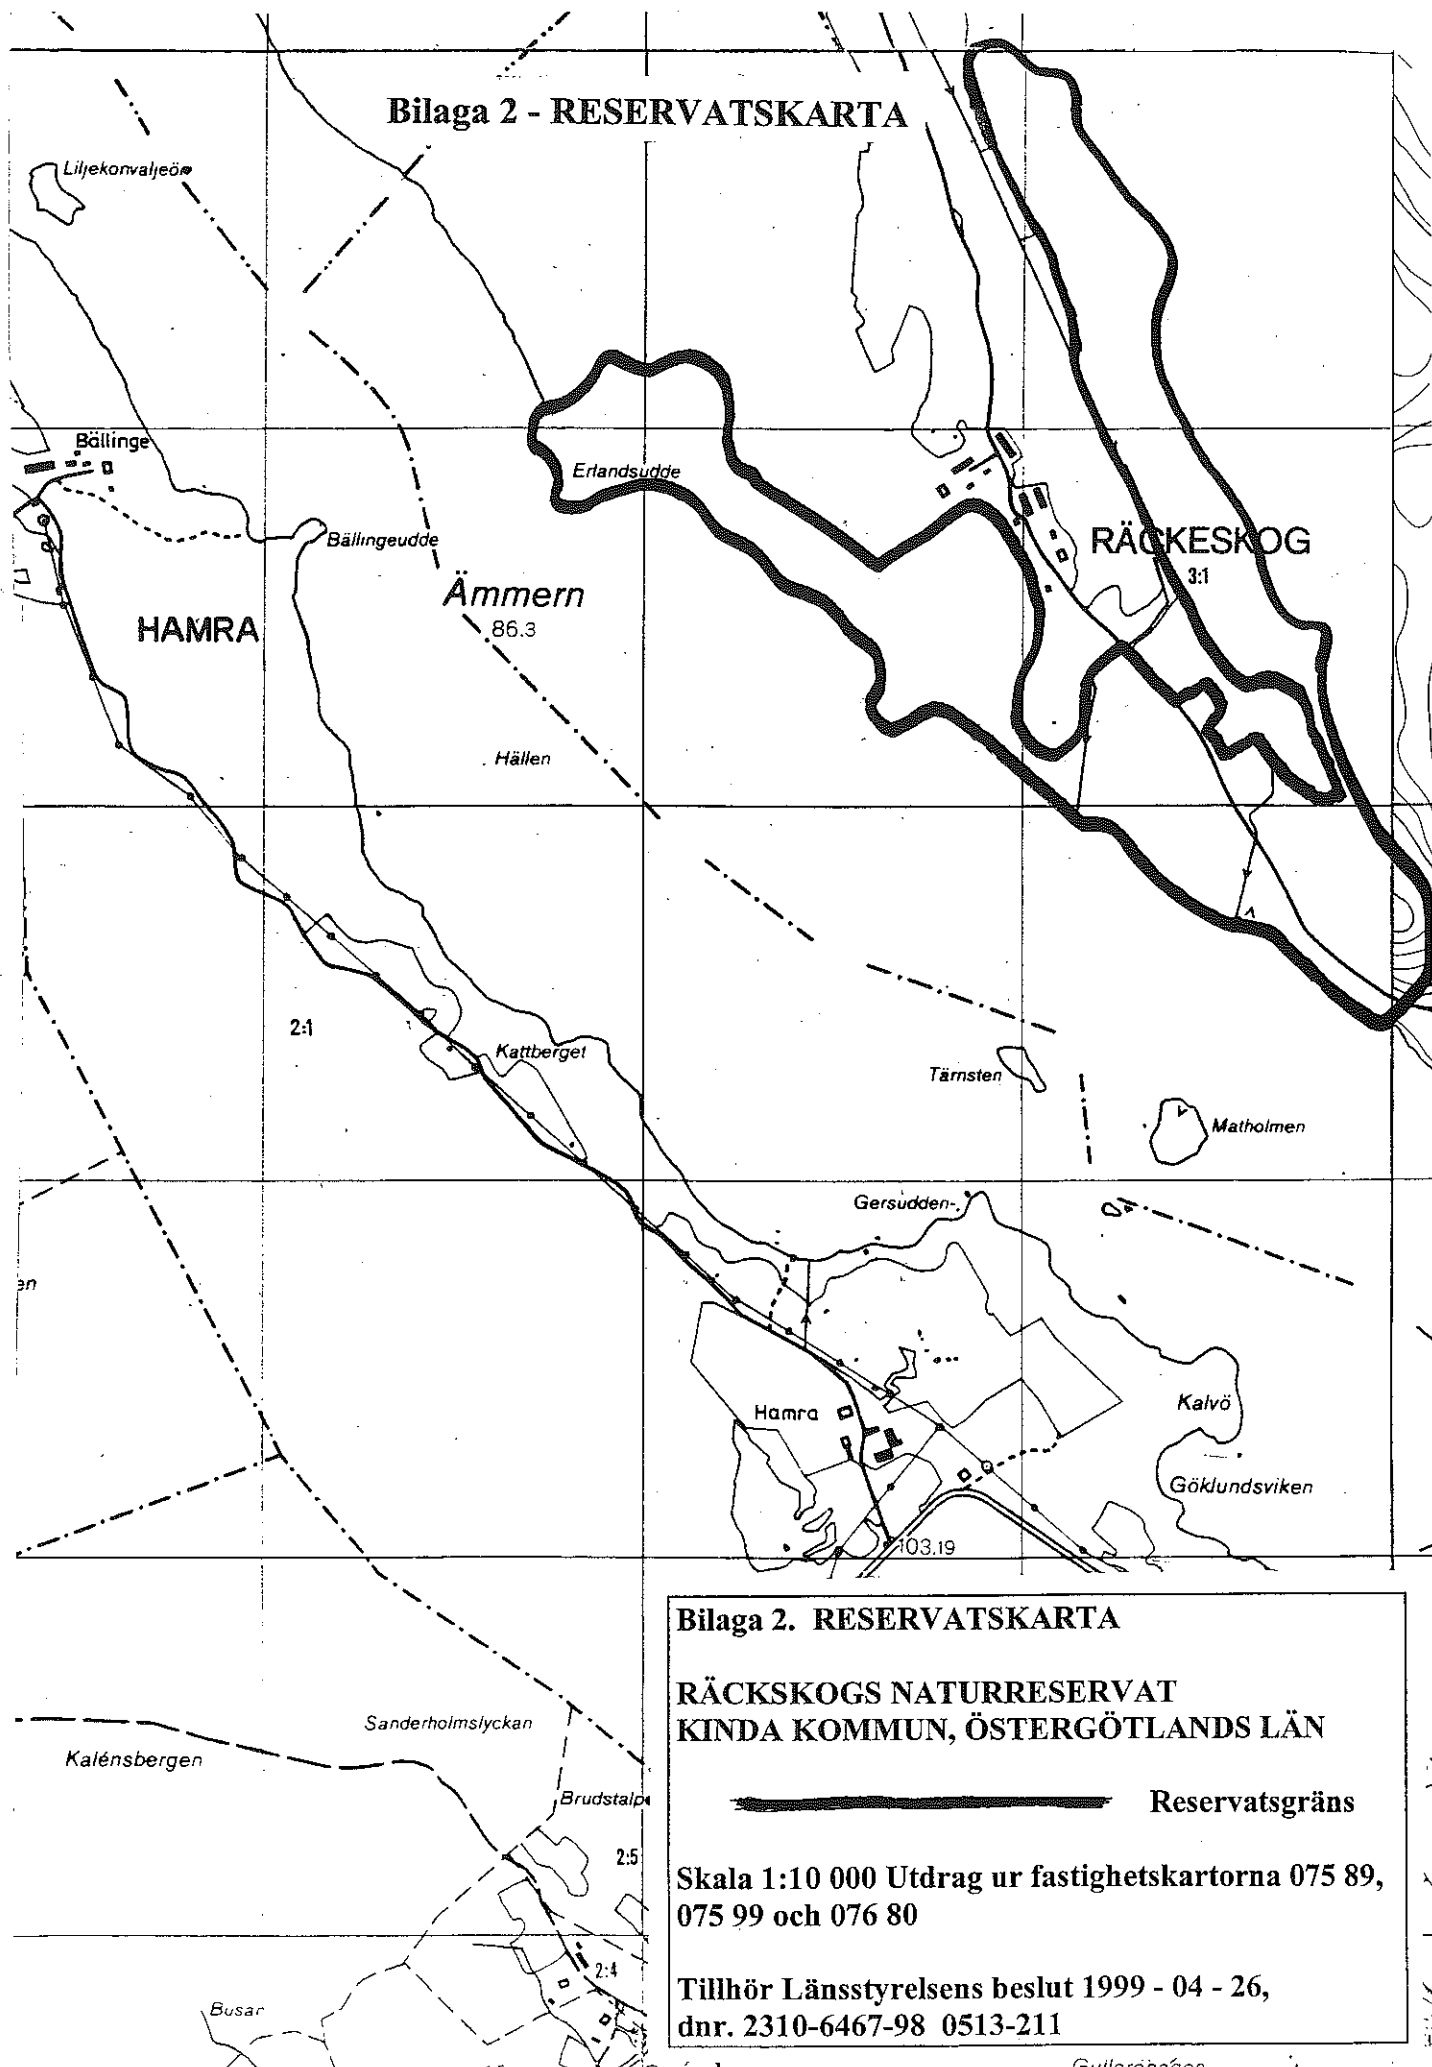 Bilaga 2 - RESERVATSKARTA
Liljekonvaljeön
Bällinge
Erlandsudde
Bällingeudde
RÄCKESKOG
3:1
Ämmern
86.3
HAMRA
Hällen
2:1
Kattberget
Tärnsten
Matholmen
Gersudden
en
Kalvö
Hamra
Göklundsviken
103.19
Bilaga 2. RESERVATSKARTA
RÄCKSKOGS NATURRESERVAT
KINDA KOMMUN, ÖSTERGÖTLANDS LÄN
Reservatsgräns
Skala 1:10 000 Utdrag ur fastighetskartorna 075 89,
075 99 och 076 80
Tillhör Länsstyrelsens beslut 1999 - 04 - 26,
dnr. 2310-6467-98 0513-211
Sanderholmslyckan
Kalénsbergen
Brudstalp
2:5
2:4
Busar